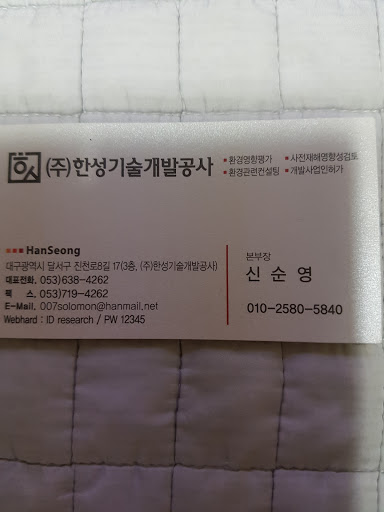 (주)한성기술개발공사
▪환경영향평가 ▪사전재해영향성검토
▪환경관련컨설팅 ▪개발사업인허가
HanSeong
대구광역시 달서구 진천로8길 17(3층, (주)한성기술개발공사)
대표전화. 053)638-4262
팩 스. 053)719-4262
E-Mail. 007solomon@hanmail.net
Webhard : ID research / PW 12345
본부장
신 순 영
010-2580-5840